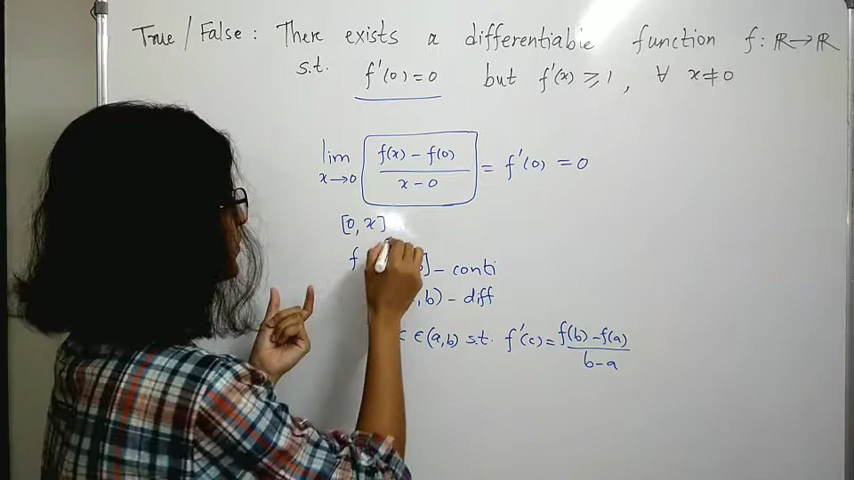 True / False : There exists a differentiable function f: ℝ→ℝ
s.t. f'(0)=0 but f'(x) ≥ 1, ∀ x≠0
lim x→0 f(x) - f(0) / x - 0 = f'(0) = 0
[0, x]
f ] - conti
, b) - diff
c ∈ (a,b) s.t. f'(c) = f(b) - f(a) / b - a